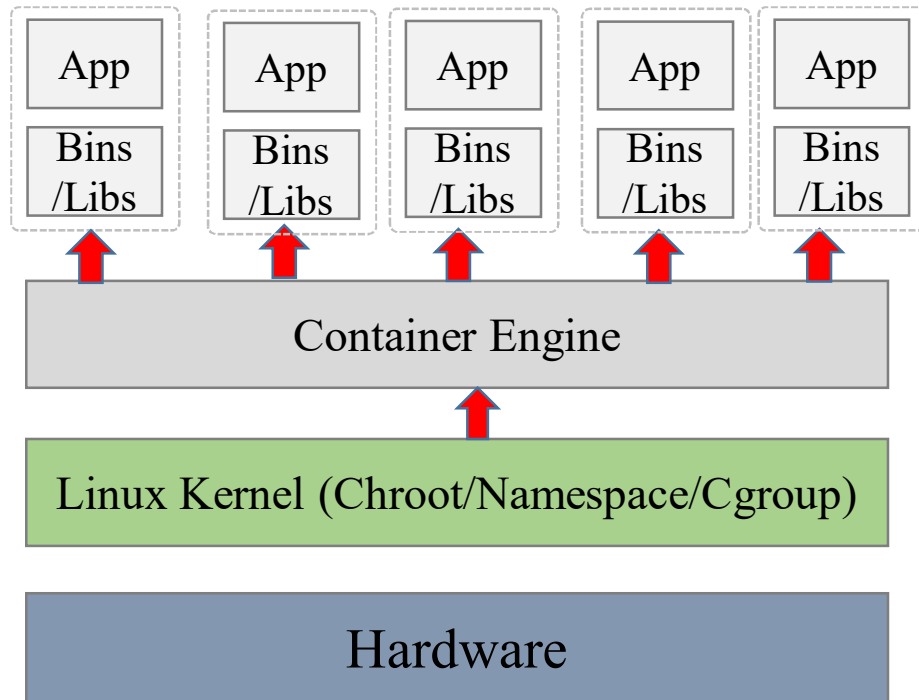 App
App
App
App
App
Bins
/Libs
Bins
/Libs
Bins
/Libs
Bins
/Libs
Bins
/Libs
Container Engine
Linux Kernel (Chroot/Namespace/Cgroup)
Hardware